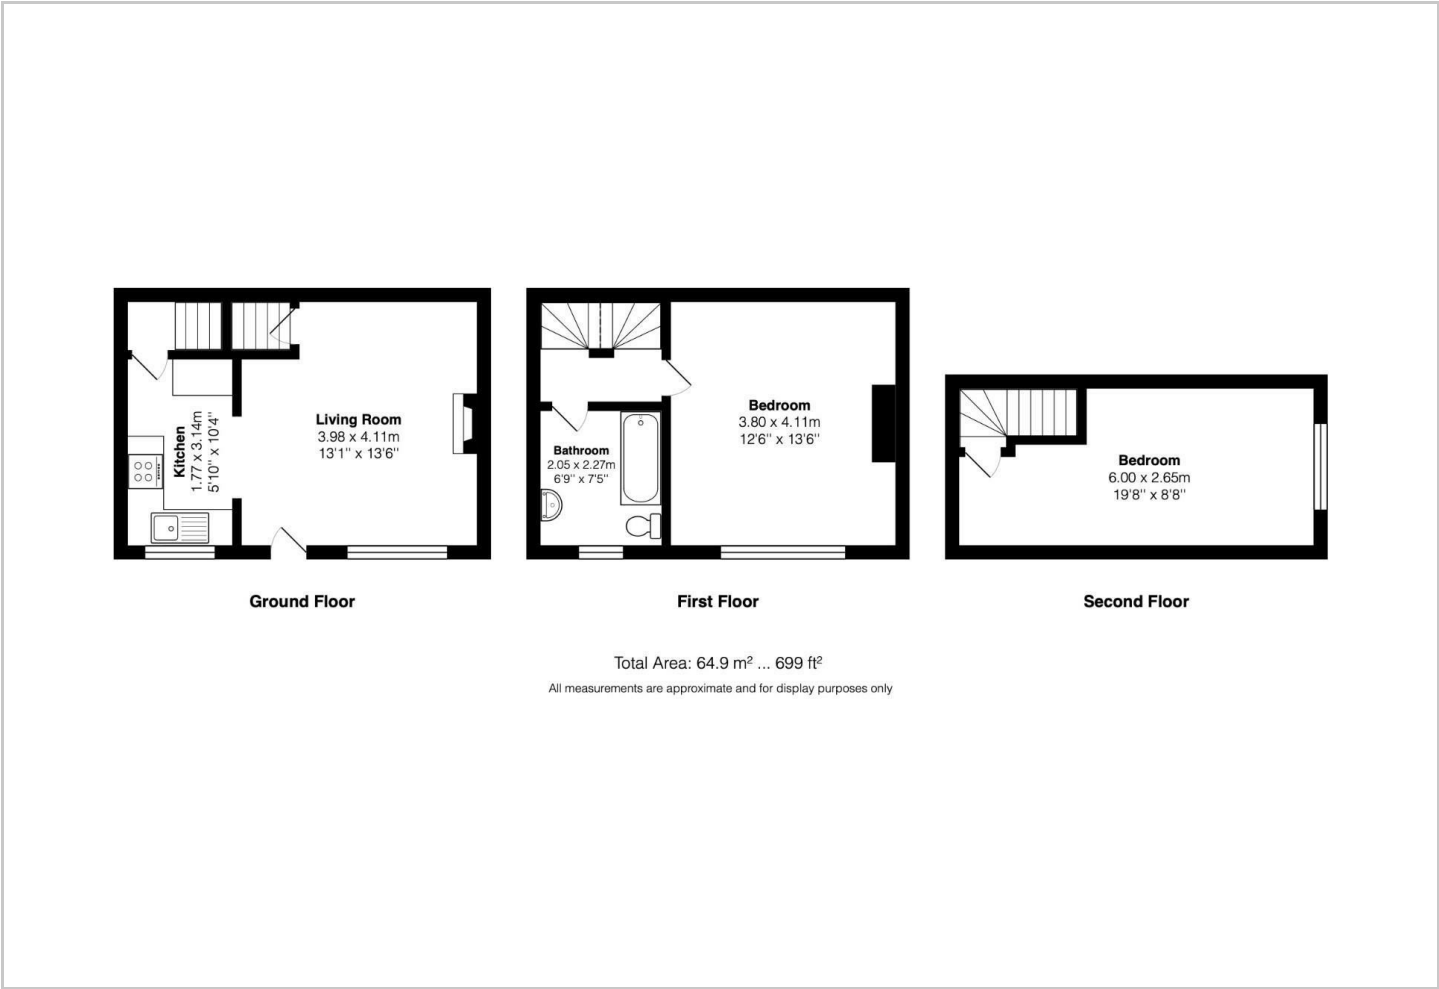 Kitchen
1.77 x 3.14m
5'10'' x 10'4''
Living Room
3.98 x 4.11m
13'1'' x 13'6''
Ground Floor
Bathroom
2.05 x 2.27m
6'9'' x 7'5''
Bedroom
3.80 x 4.11m
12'6'' x 13'6''
First Floor
Bedroom
6.00 x 2.65m
19'8'' x 8'8''
Second Floor
Total Area: 64.9 m² ... 699 ft²
All measurements are approximate and for display purposes only